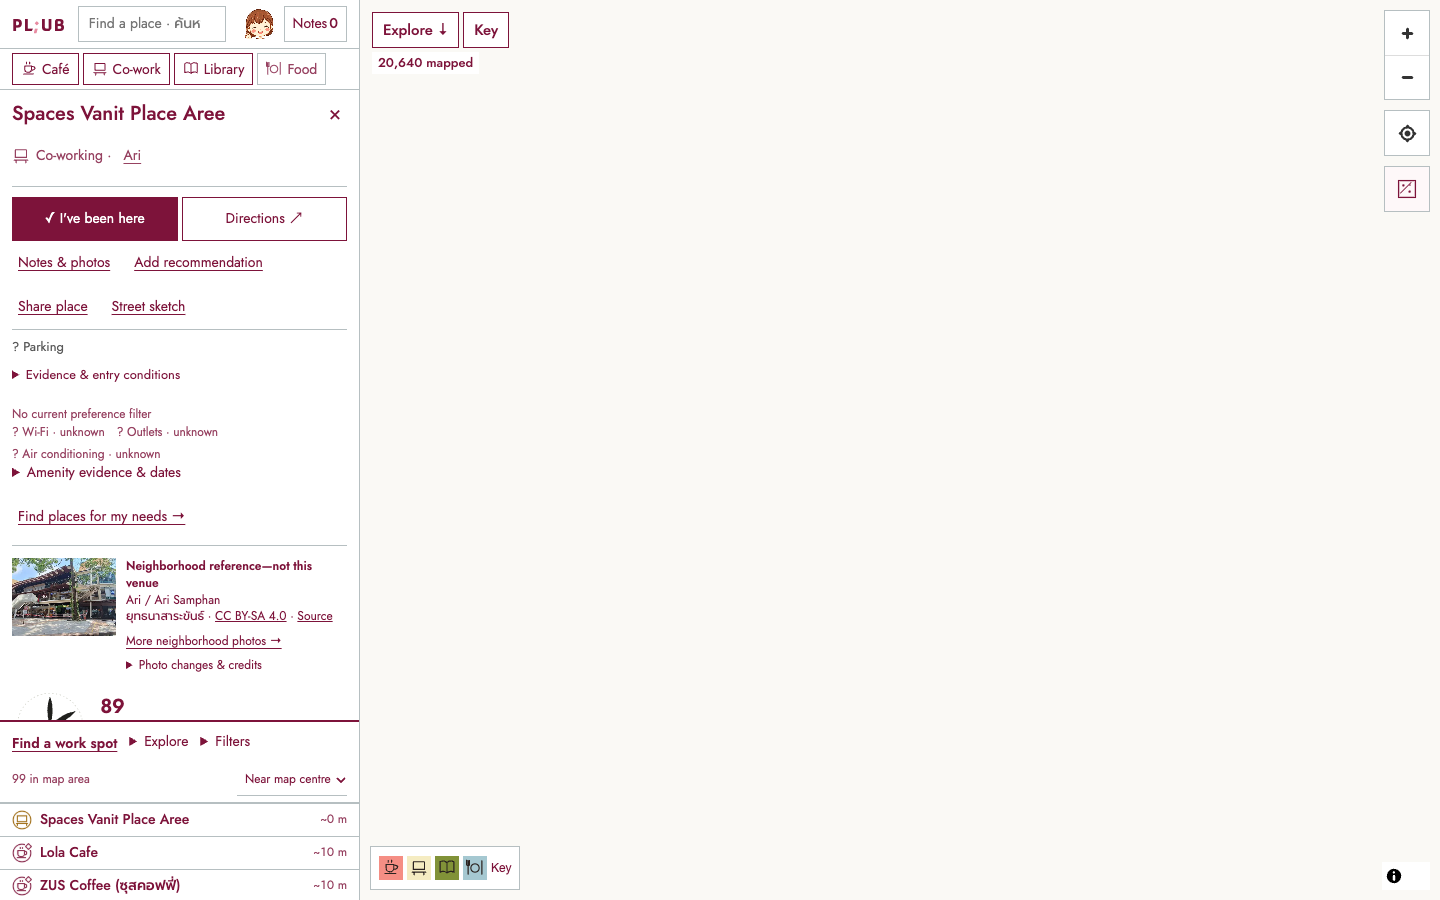 PL;UB
Find a place · ค้นห
Notes 0
Café
Co-work
Library
Food
Spaces Vanit Place Aree
×
Co-working · Ari
✓ I've been here
Directions ↗
Notes & photos
Add recommendation
Share place
Street sketch
? Parking
▶ Evidence & entry conditions
No current preference filter
? Wi-Fi · unknown ? Outlets · unknown
? Air conditioning · unknown
▶ Amenity evidence & dates
Find places for my needs →
Neighborhood reference—not this
venue
Ari / Ari Samphan
ยุทธนาสาระขันธ์ · CC BY-SA 4.0 · Source
More neighborhood photos →
▶ Photo changes & credits
89
Find a work spot ▶ Explore ▶ Filters
99 in map area
Near map centre
Spaces Vanit Place Aree ~0 m
Lola Cafe ~10 m
ZUS Coffee (ซุสคอฟฟี่) ~10 m
Explore ↓
Key
20,640 mapped
+
−
Key